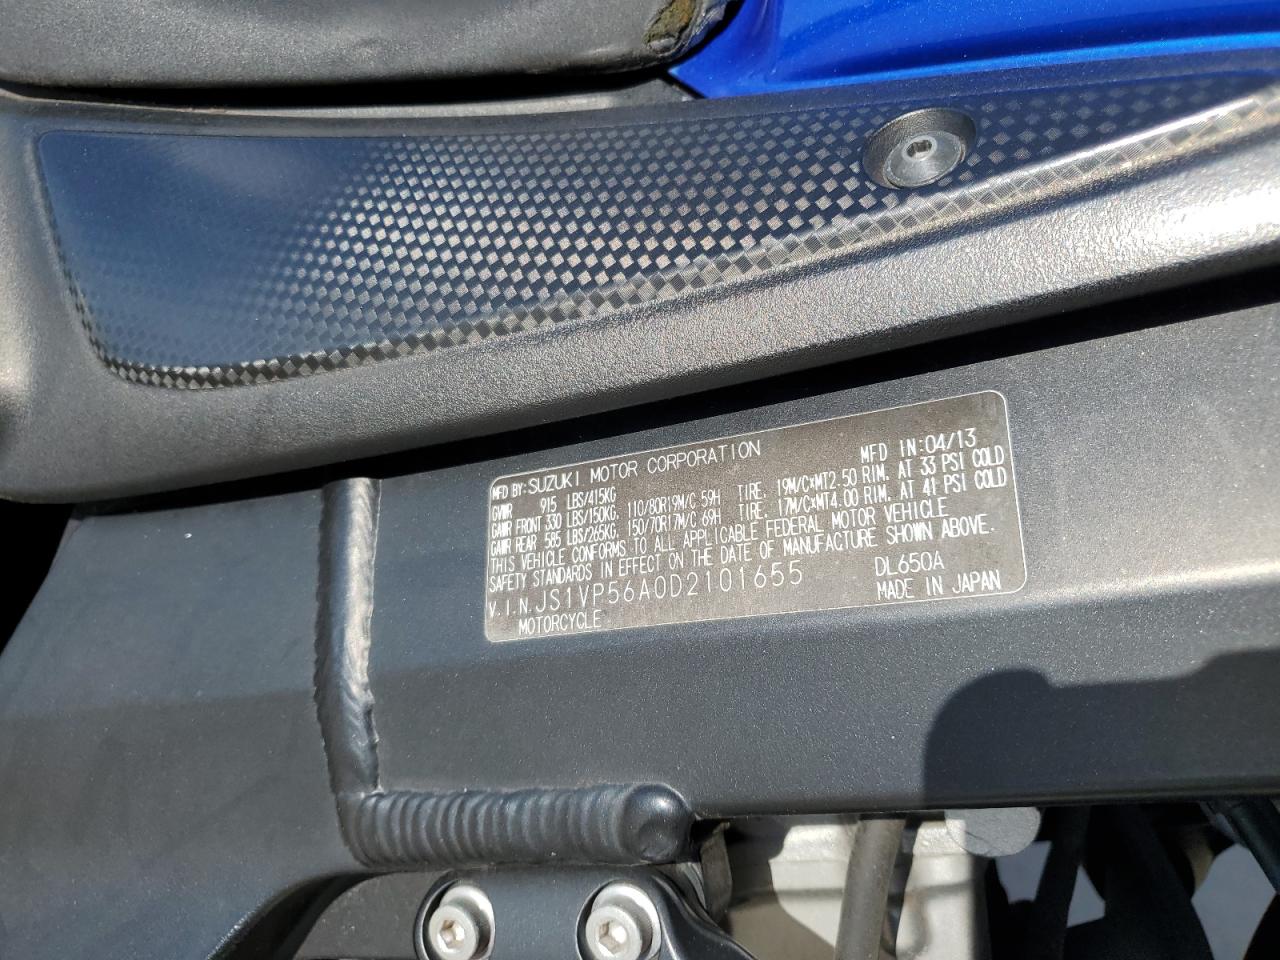 MFD BY:SUZUKI MOTOR CORPORATION MFD IN:04/13
GVWR 915 LBS/415KG
GAWR FRONT 330 LBS/150KG, 110/80R19M/C 59H TIRE, 19M/C×MT2.50 RIM, AT 33 PSI COLD
GAWR REAR 585 LBS/265KG, 150/70R17M/C 69H TIRE, 17M/C×MT4.00 RIM, AT 41 PSI COLD
THIS VEHICLE CONFORMS TO ALL APPLICABLE FEDERAL MOTOR VEHICLE
SAFETY STANDARDS IN EFFECT ON THE DATE OF MANUFACTURE SHOWN ABOVE.
V.I.N.JS1VP56A0D2101655 DL650A
MOTORCYCLE MADE IN JAPAN